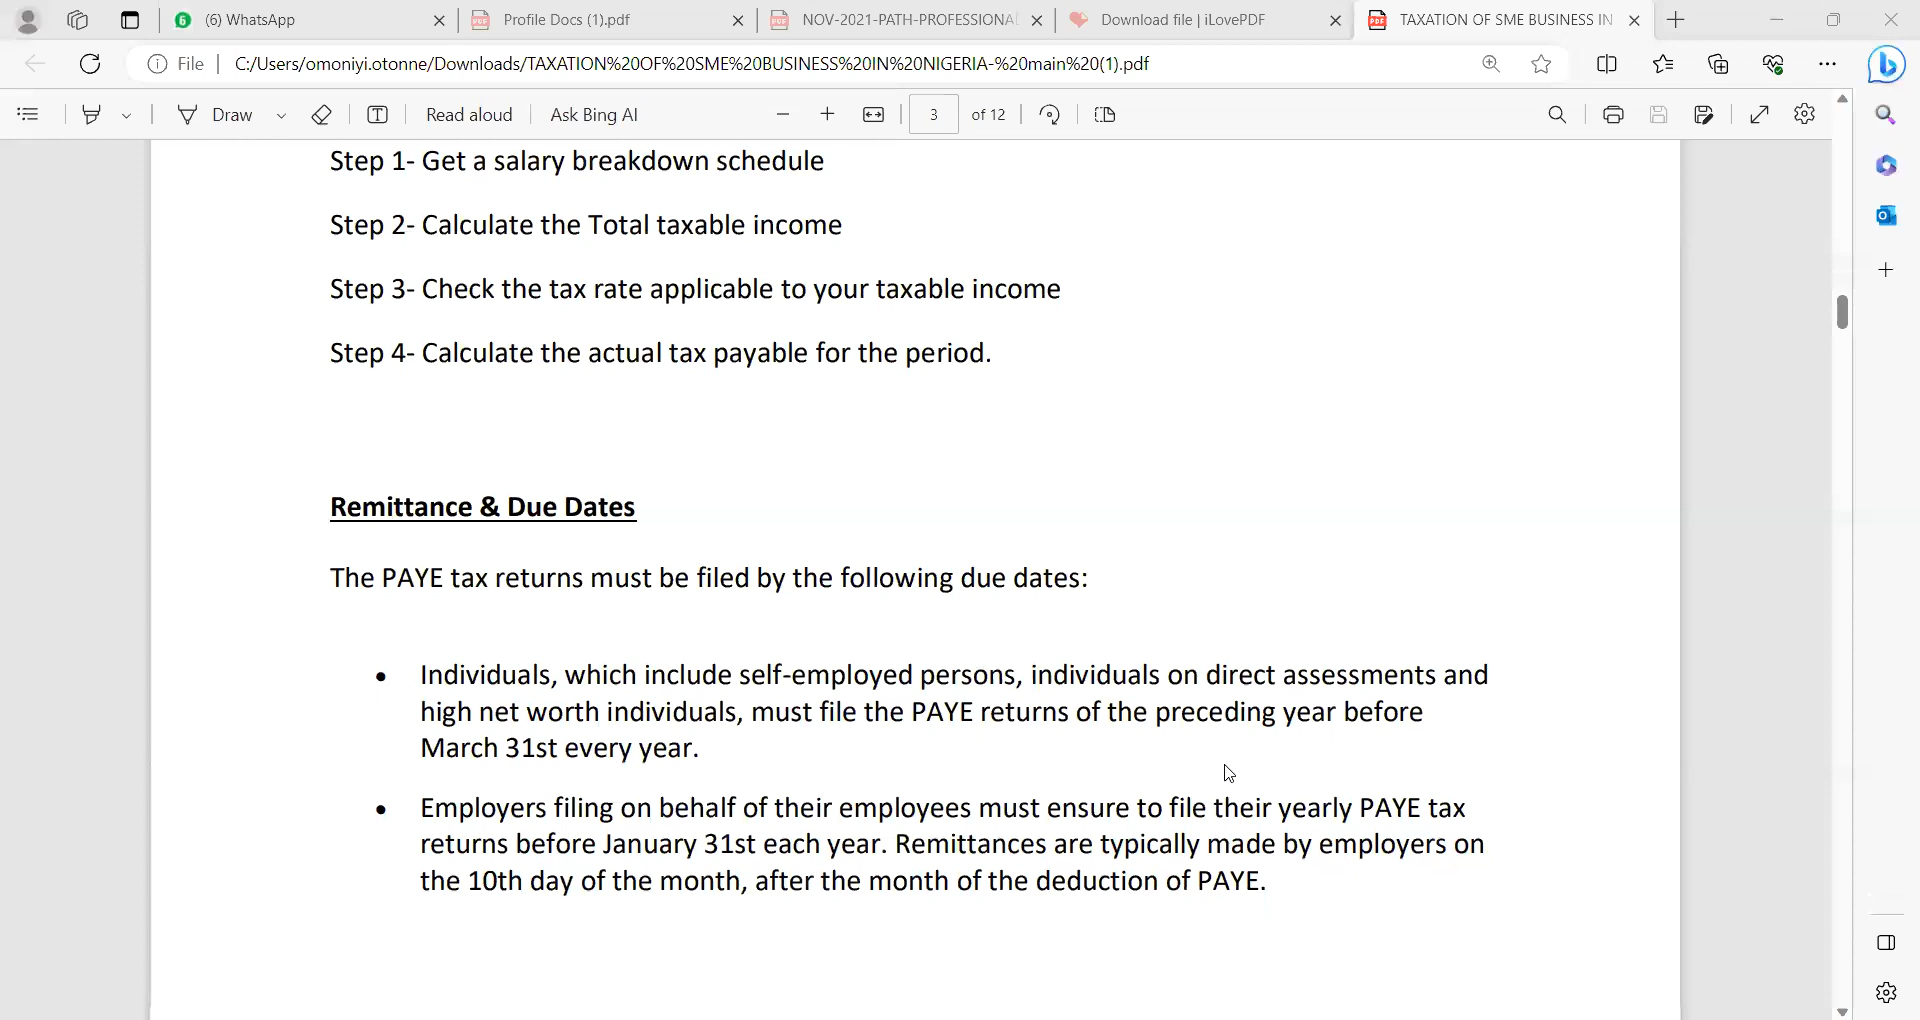 (6) WhatsApp
Profile Docs (1).pdf
NOV-2021-PATH-PROFESSIONAL
Download file | iLovePDF
TAXATION OF SME BUSINESS IN
File
C:/Users/omoniyi.otonne/Downloads/TAXATION%20OF%20SME%20BUSINESS%20IN%20NIGERIA-%20main%20(1).pdf
Draw
Read aloud
Ask Bing AI
3 of 12
Step 1- Get a salary breakdown schedule
Step 2- Calculate the Total taxable income
Step 3- Check the tax rate applicable to your taxable income
Step 4- Calculate the actual tax payable for the period.
Remittance & Due Dates
The PAYE tax returns must be filed by the following due dates:
• Individuals, which include self-employed persons, individuals on direct assessments and
high net worth individuals, must file the PAYE returns of the preceding year before
March 31st every year.
• Employers filing on behalf of their employees must ensure to file their yearly PAYE tax
returns before January 31st each year. Remittances are typically made by employers on
the 10th day of the month, after the month of the deduction of PAYE.